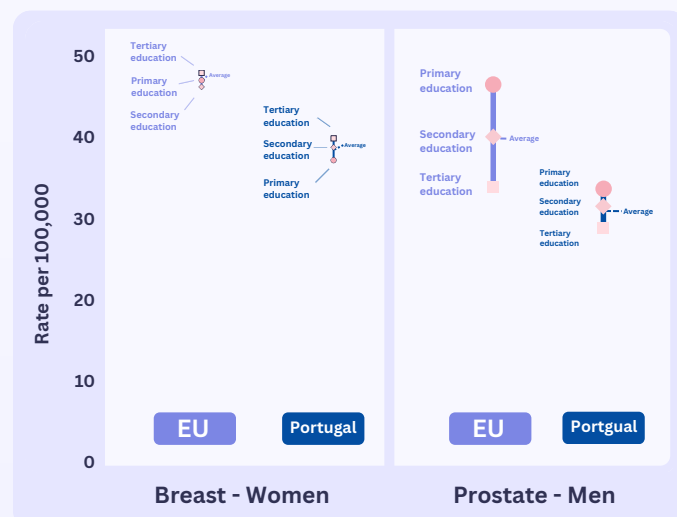 Rate per 100,000
50
40
30
20
10
0
Tertiary
education
Primary
education
Secondary
education
Average
Tertiary
education
Secondary
education
Primary
education
Average
EU
Portugal
Breast - Women
Primary
education
Secondary
education
Tertiary
education
Average
Primary
education
Secondary
education
Tertiary
education
Average
EU
Portgual
Prostate - Men